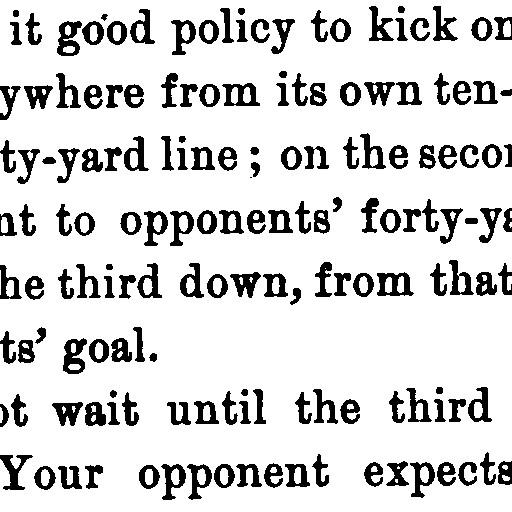 it good policy to kick on
ywhere from its own ten-
ty-yard line; on the secon
nt to opponents' forty-ya
he third down, from that
ts' goal.
ot wait until the third
Your opponent expects